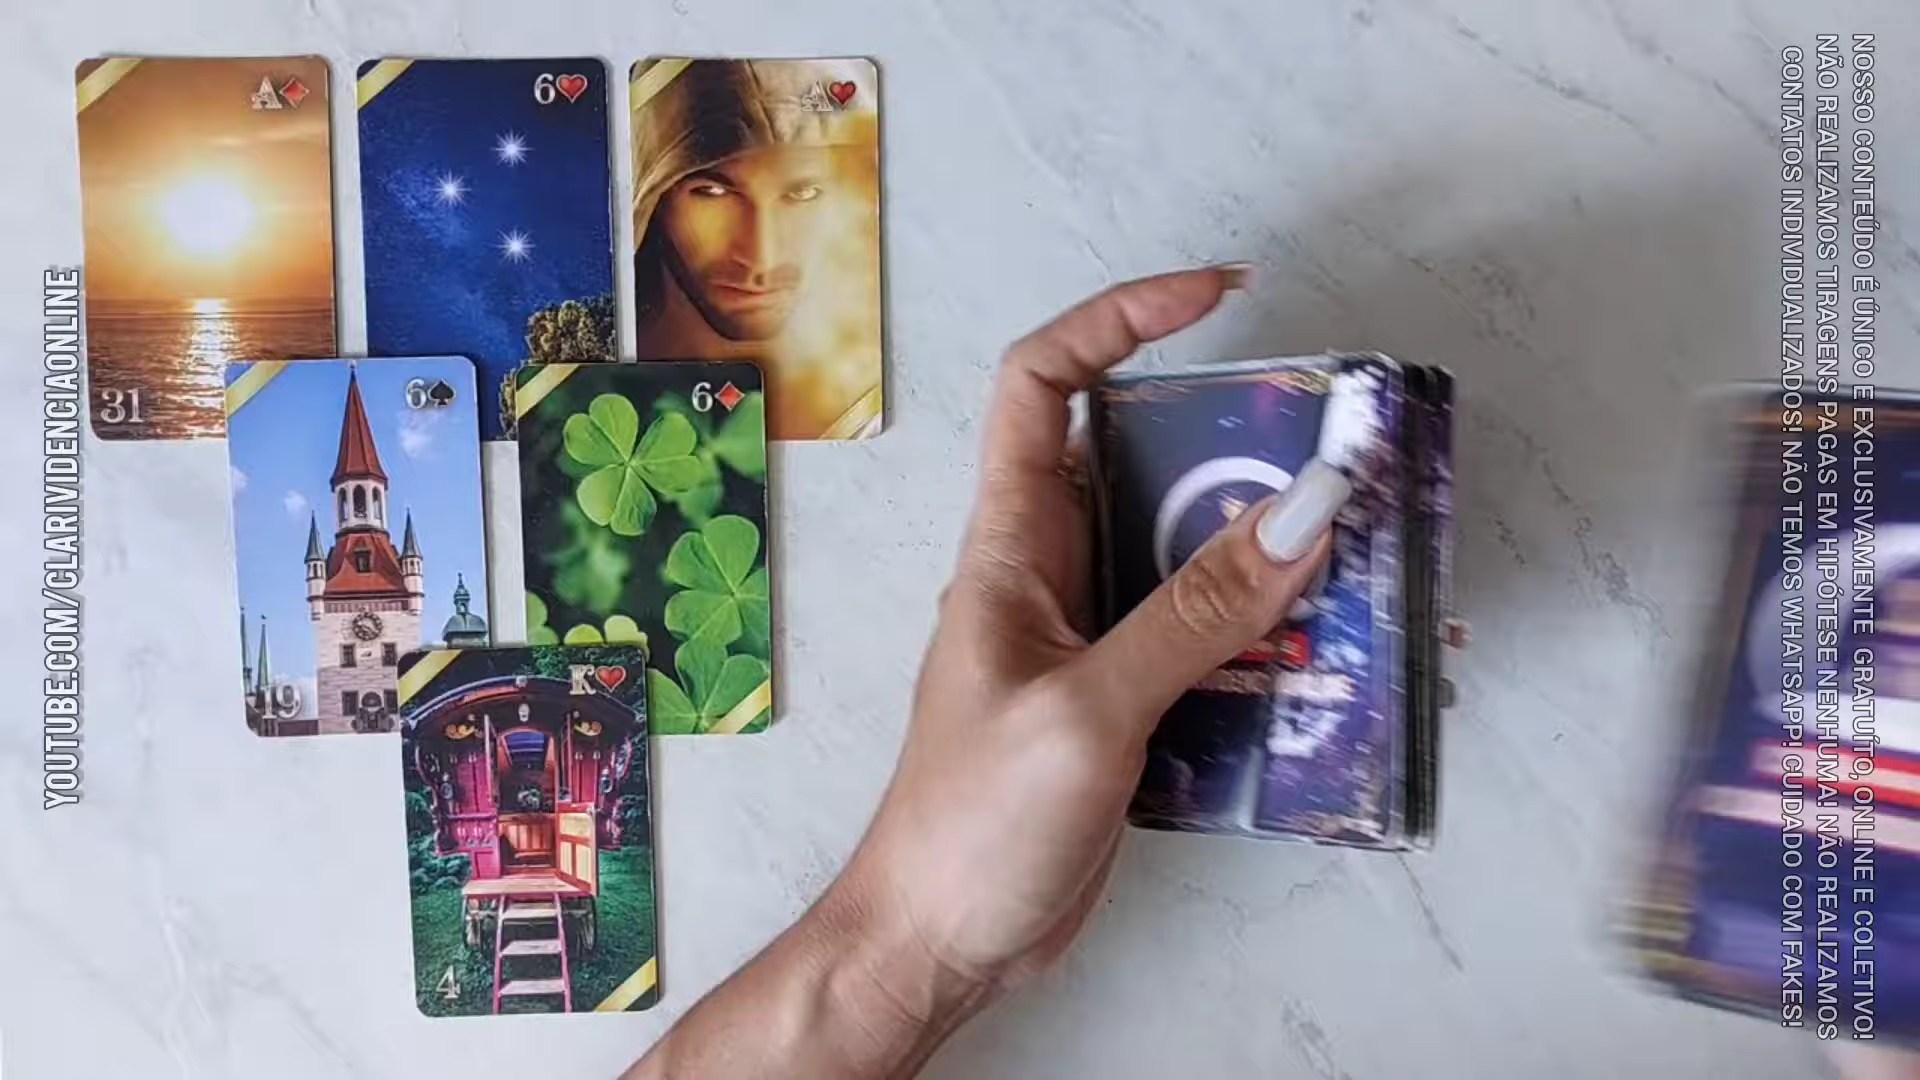 YOUTUBE.COM/CLARIVIDENCIAONLINE
A
6
A
31
6
6
19
K
4
NOSSO CONTEÚDO É ÚNICO E EXCLUSIVAMENTE GRATUÍTO, ONLINE E COLETIVO!
NÃO REALIZAMOS TIRAGENS PAGAS EM HIPÓTESE NENHUMA! NÃO REALIZAMOS
CONTATOS INDIVIDUALIZADOS! NÃO TEMOS WHATSAPP! CUIDADO COM FAKES!